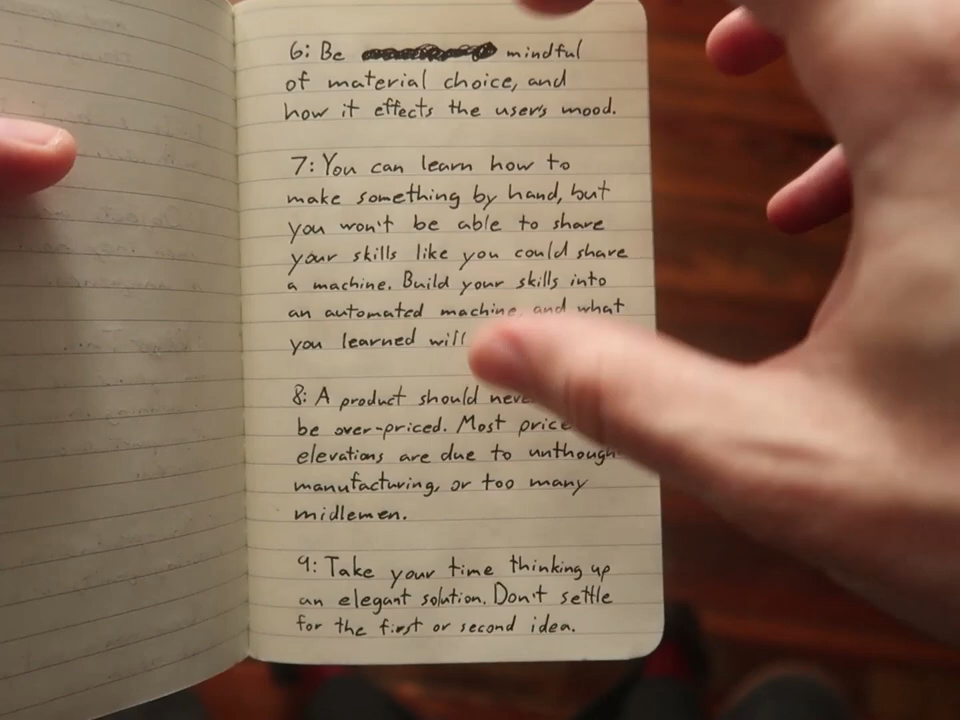 6: Be mindful
of material choice, and
how it effects the user's mood.
7: You can learn how to
make something by hand, but
you won't be able to share
your skills like you could share
a machine. Build your skills into
an automated machine, and what
you learned will
8: A product should
be over-priced. Most
elevations are due to
manufacturing, or too many
midlemen.
9: Take your time thinking up
an elegant solution. Don't settle
for the first or second idea.